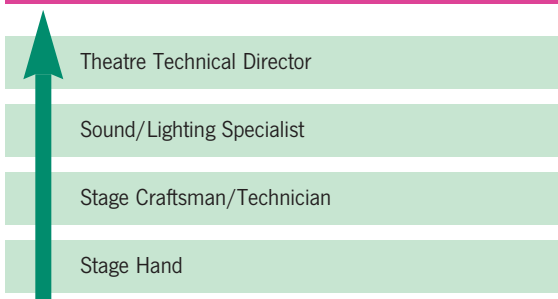 Theatre Technical Director
Sound/Lighting Specialist
Stage Craftsman/Technician
Stage Hand